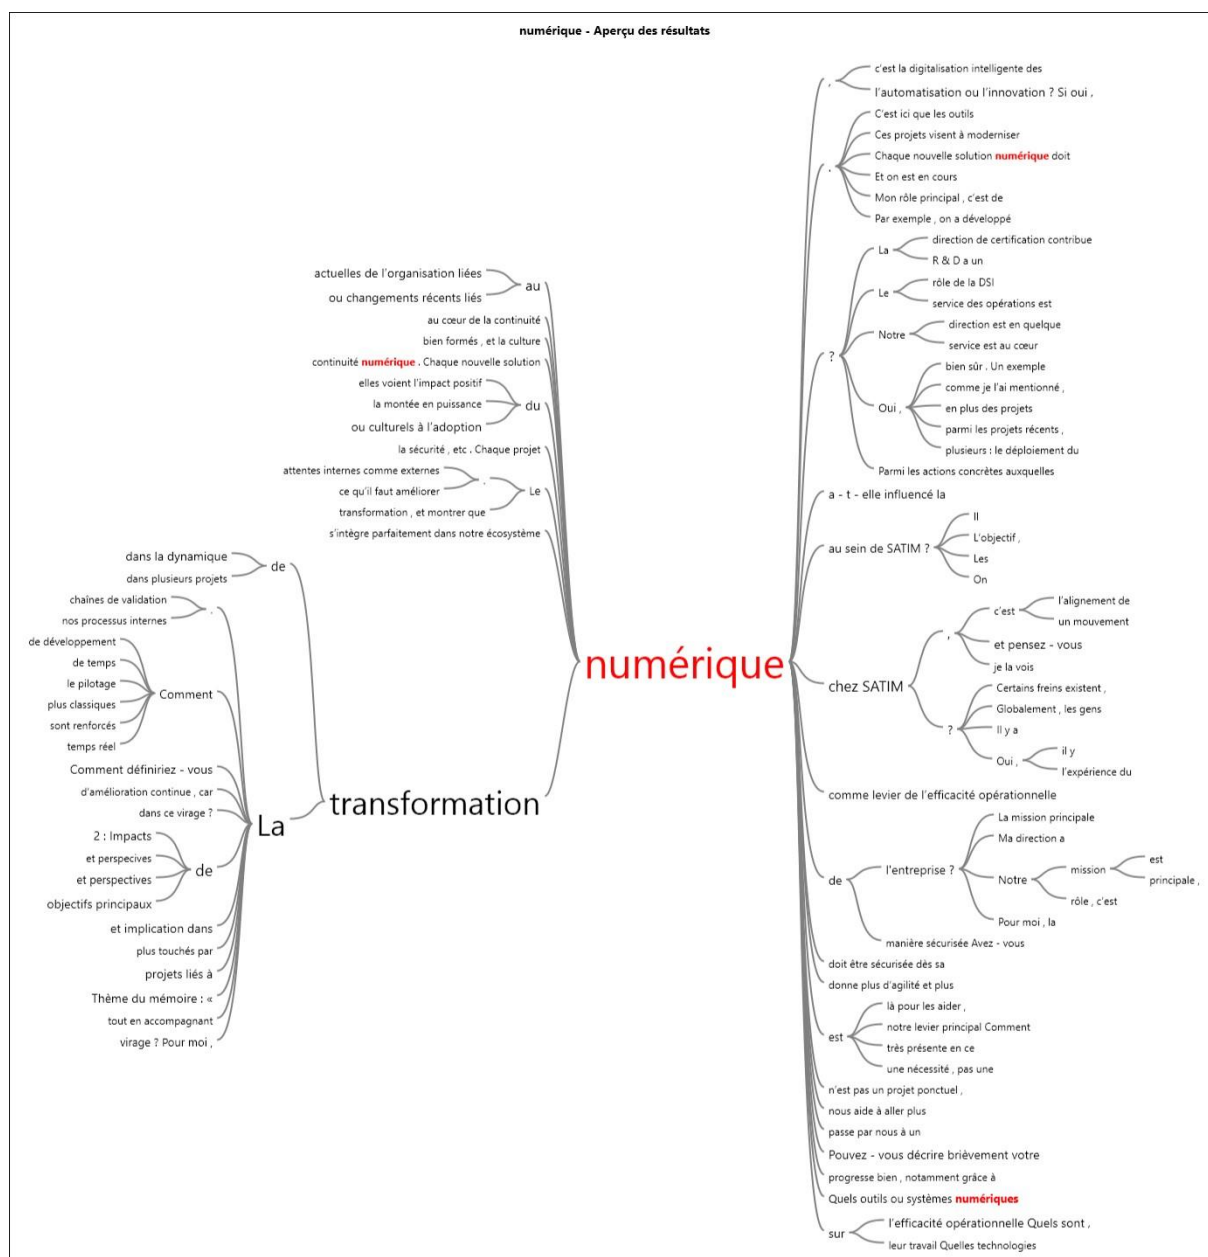 numérique - Aperçu des résultats
actuelles de l'organisation liées
ou changements récents liés
au
au cœur de la continuité
bien formés , et la culture
continuité numérique . Chaque nouvelle solution
elles voient l'impact positif
la montée en puissance
ou culturels à l'adoption
du
la sécurité , etc . Chaque projet
attentes internes comme externes
ce qu'il faut améliorer
.
transformation , et montrer que
Le
s'intègre parfaitement dans notre écosystème
dans la dynamique
dans plusieurs projets
de
chaînes de validation
nos processus internes
.
de développement
de temps
le pilotage
plus classiques
sont renforcés
temps réel
Comment
Comment définiriez - vous
d'amélioration continue , car
dans ce virage ?
2 : Impacts
et perspecives
et perspectives
objectifs principaux
de
et implication dans
plus touchés par
projets liés à
Thème du mémoire : «
tout en accompagnant
virage ? Pour moi ,
La
transformation
numérique
,
c'est la digitalisation intelligente des
l'automatisation ou l'innovation ? Si oui ,
.
C'est ici que les outils
Ces projets visent à moderniser
Chaque nouvelle solution numérique doit
Et on est en cours
Mon rôle principal , c'est de
Par exemple , on a développé
?
La
direction de certification contribue
R & D a un
Le
rôle de la DSI
service des opérations est
Notre
direction est en quelque
service est au cœur
Oui ,
bien sûr . Un exemple
comme je l'ai mentionné ,
en plus des projets
parmi les projets récents ,
plusieurs : le déploiement du
Parmi les actions concrètes auxquelles
a - t - elle influencé la
au sein de SATIM ?
Il
L'objectif ,
Les
On
chez SATIM
,
c'est
l'alignement de
un mouvement
et pensez - vous
je la vois
?
Certains freins existent ,
Globalement , les gens
Il y a
Oui ,
il y
l'expérience du
comme levier de l'efficacité opérationnelle
de
l'entreprise ?
La mission principale
Ma direction a
Notre
mission
est
principale ,
rôle , c'est
Pour moi , la
manière sécurisée Avez - vous
doit être sécurisée dès sa
donne plus d'agilité et plus
est
là pour les aider ,
notre levier principal Comment
très présente en ce
une nécessité , pas une
n'est pas un projet ponctuel ,
nous aide à aller plus
passe par nous à un
Pouvez - vous décrire brièvement votre
progresse bien , notamment grâce à
Quels outils ou systèmes numériques
sur
l'efficacité opérationnelle Quels sont ,
leur travail Quelles technologies